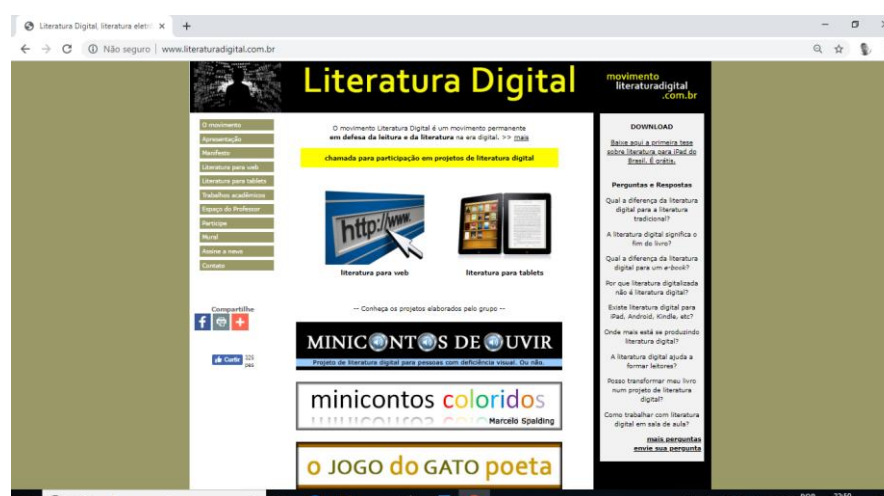 Literatura Digital, literatura eletr
Não seguro | www.literaturadigital.com.br
Literatura Digital
movimento
literaturadigital
.com.br
O movimento
Apresentação
Manifesto
Literatura para web
Literatura para tablets
Trabalhos acadêmicos
Espaço do Professor
Participe
Mural
Assine a news
Contato
Compartilhe
Curtir 325
pes
O movimento Literatura Digital é um movimento permanente
em defesa da leitura e da literatura na era digital. >> mais
chamada para participação em projetos de literatura digital
http://www.
literatura para web
literatura para tablets
-- Conheça os projetos elaborados pelo grupo --
MINICONTOS DE OUVIR
Projeto de literatura digital para pessoas com deficiência visual. Ou não.
minicontos coloridos
Marcelo Spalding
o JOGO do GATO poeta
DOWNLOAD
Baixe aqui a primeira tese
sobre literatura para iPad do
Brasil. É grátis.
Perguntas e Respostas
Qual a diferença da literatura
digital para a literatura
tradicional?
A literatura digital significa o
fim do livro?
Qual a diferença da literatura
digital para um e-book?
Por que literatura digitalizada
não é literatura digital?
Existe literatura digital para
iPad, Android, Kindle, etc?
Onde mais está se produzindo
literatura digital?
A literatura digital ajuda a
formar leitores?
Posso transformar meu livro
num projeto de literatura
digital?
Como trabalhar com literatura
digital em sala de aula?
mais perguntas
envie sua pergunta